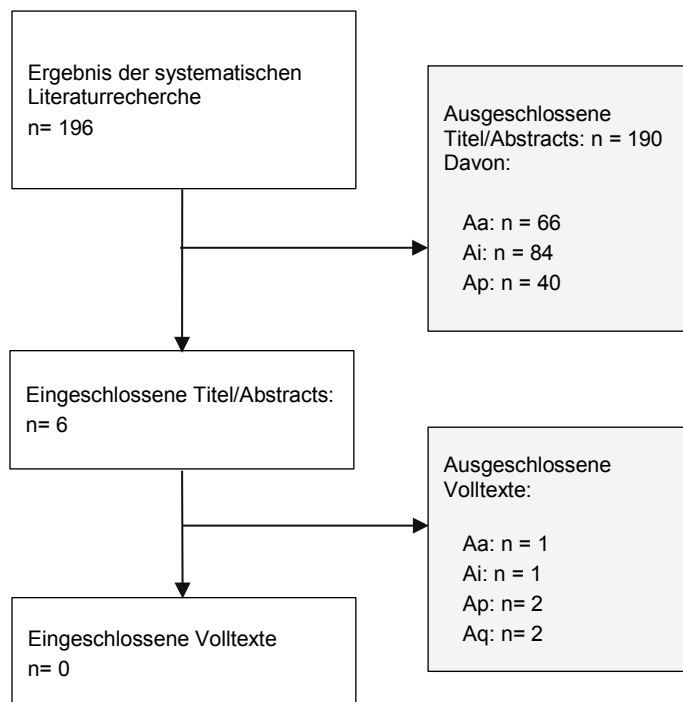 Ergebnis der systematischen
Literaturrecherche
n= 196
Ausgeschlossene
Titel/Abstracts: n = 190
Davon:
Aa: n = 66
Ai: n = 84
Ap: n = 40
Eingeschlossene Titel/Abstracts:
n= 6
Ausgeschlossene
Volltexte:
Aa: n = 1
Ai: n = 1
Ap: n= 2
Aq: n= 2
Eingeschlossene Volltexte
n= 0